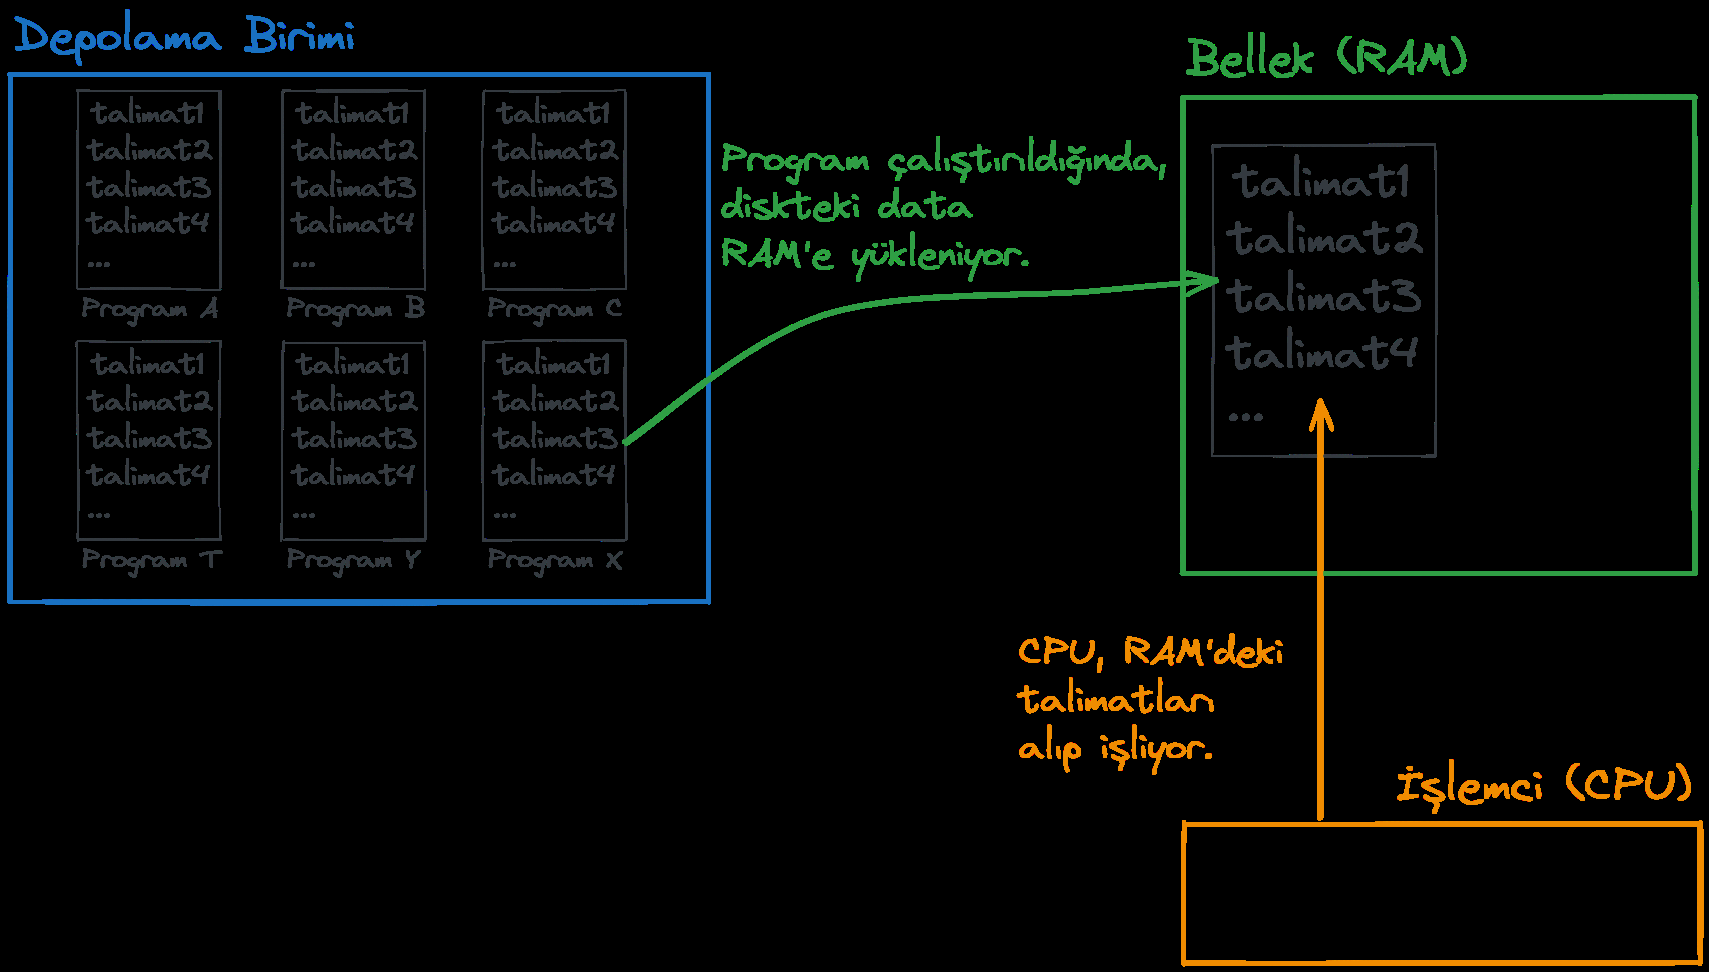 Depolama Birimi
talimat1
talimat2
talimat3
talimat4
...
Program A
talimat1
talimat2
talimat3
talimat4
...
Program B
talimat1
talimat2
talimat3
talimat4
...
Program C
talimat1
talimat2
talimat3
talimat4
...
Program T
talimat1
talimat2
talimat3
talimat4
...
Program Y
talimat1
talimat2
talimat3
talimat4
...
Program X
Program çalıştırıldığında,
diskteki data
RAM'e yükleniyor.
Bellek (RAM)
talimat1
talimat2
talimat3
talimat4
...
CPU, RAM'deki
talimatları
alıp işliyor.
İşlemci (CPU)